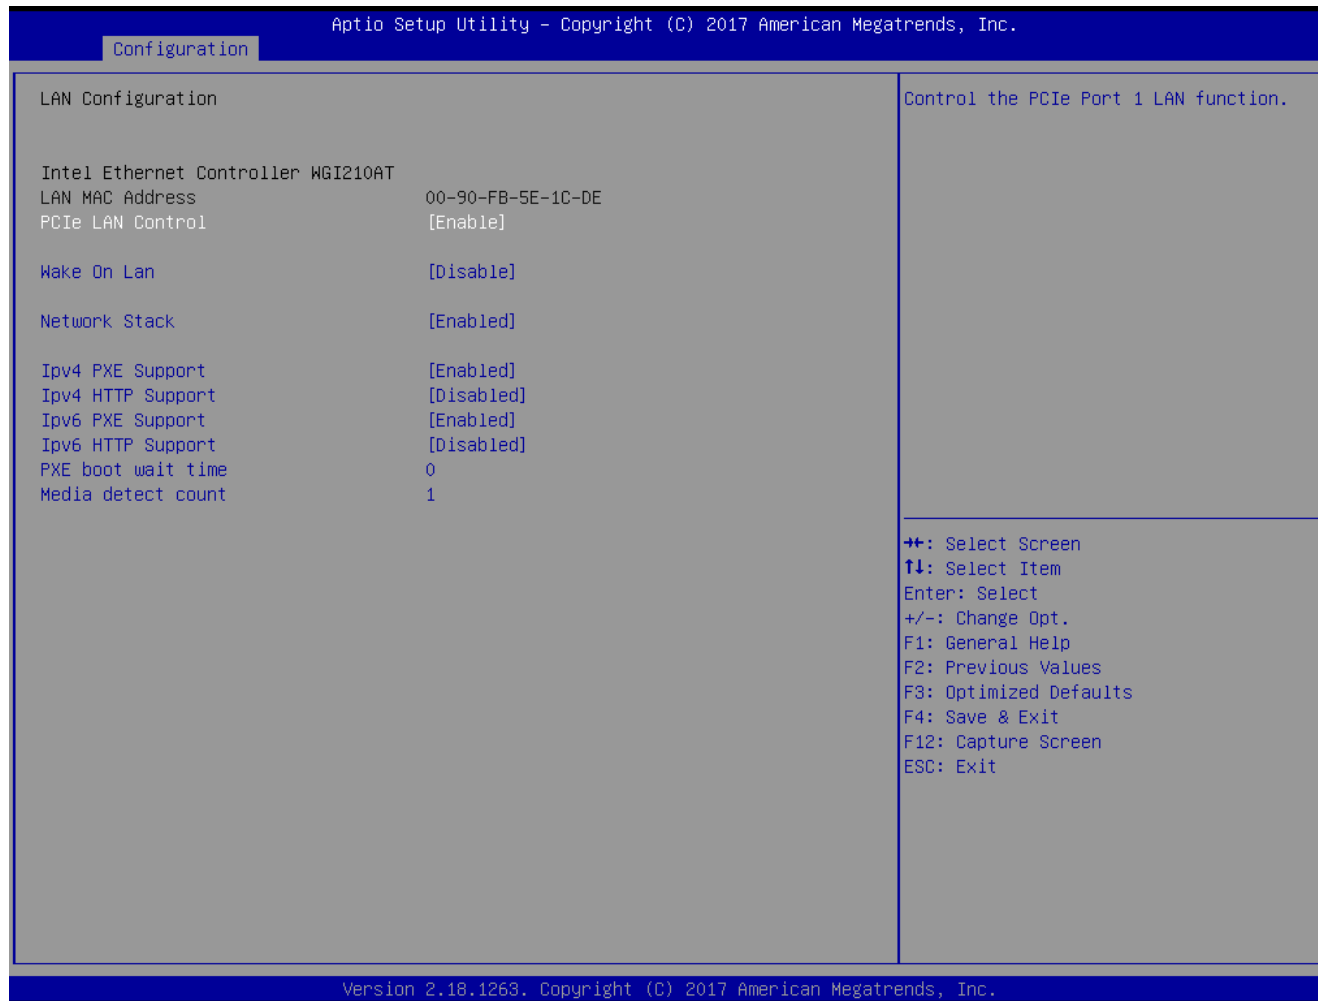 Aptio Setup Utility – Copyright (C) 2017 American Megatrends, Inc.
Configuration
LAN Configuration
Intel Ethernet Controller WGI210AT
LAN MAC Address 00-90-FB-5E-1C-DE
PCIe LAN Control [Enable]
Wake On Lan [Disable]
Network Stack [Enabled]
Ipv4 PXE Support [Enabled]
Ipv4 HTTP Support [Disabled]
Ipv6 PXE Support [Enabled]
Ipv6 HTTP Support [Disabled]
PXE boot wait time 0
Media detect count 1
Control the PCIe Port 1 LAN function.
→←: Select Screen
↑↓: Select Item
Enter: Select
+/-: Change Opt.
F1: General Help
F2: Previous Values
F3: Optimized Defaults
F4: Save & Exit
F12: Capture Screen
ESC: Exit
Version 2.18.1263. Copyright (C) 2017 American Megatrends, Inc.